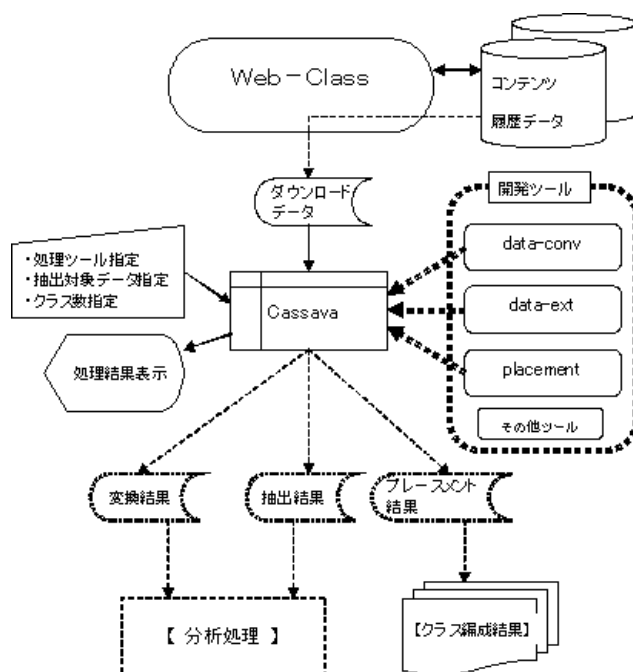 Web－Class
コンテンツ
履歴データ
ダウンロード
データ
開発ツール
data-conv
・処理ツール指定
・抽出対象データ指定
・クラス数指定
Cassava
data-ext
処理結果表示
placement
その他ツール
変換結果
抽出結果
プレースメント
結果
【 分析処理 】
【クラス編成結果】